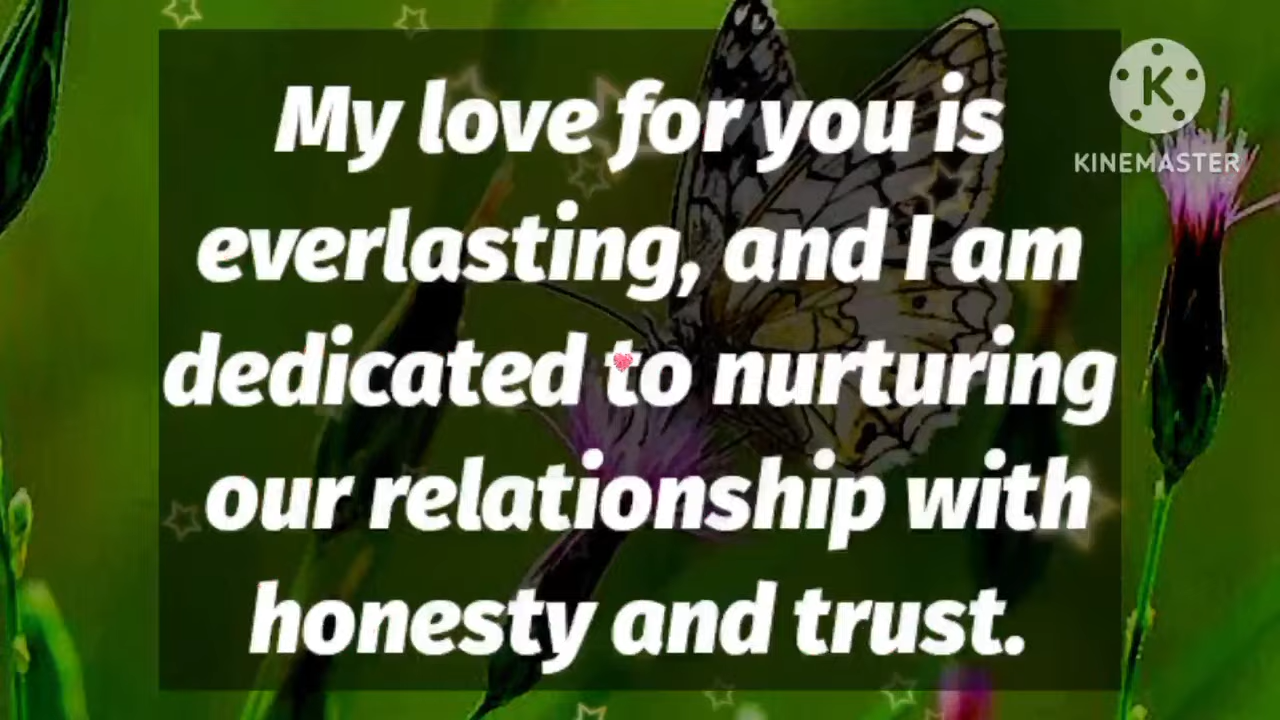 My love for you is
everlasting, and I am
dedicated to nurturing
our relationship with
honesty and trust.
K
KINEMASTER